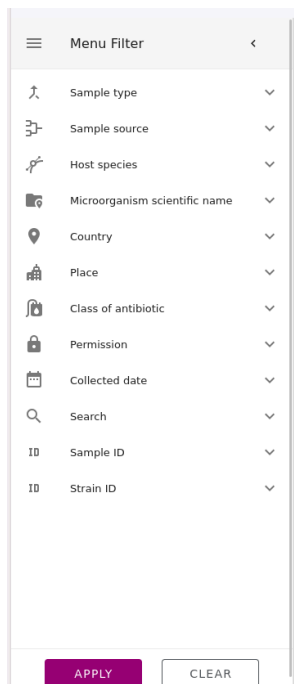 Menu Filter
Sample type
Sample source
Host species
Microorganism scientific name
Country
Place
Class of antibiotic
Permission
Collected date
Search
ID Sample ID
ID Strain ID
APPLY CLEAR